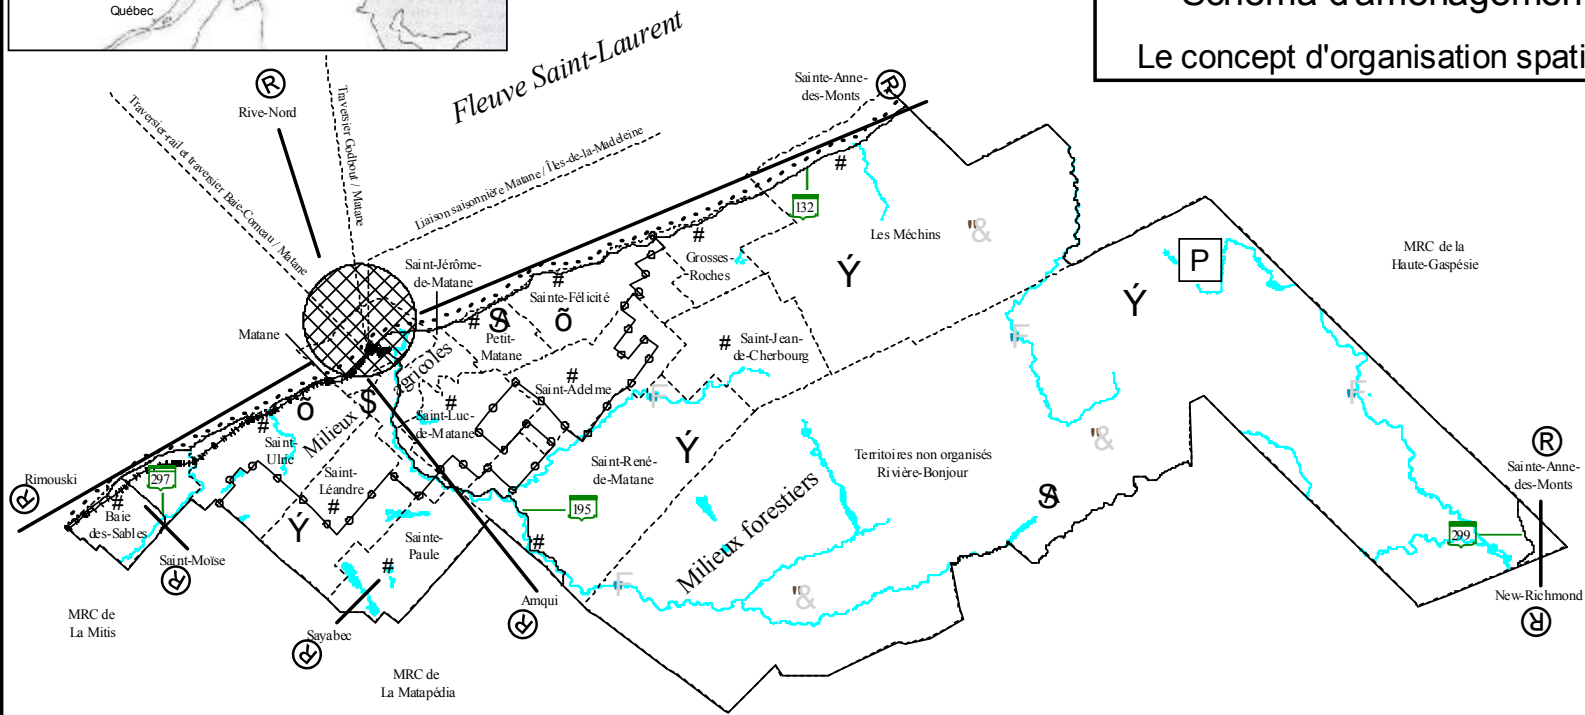 Québec
Schéma d'aménagemen
Le concept d'organisation spati
Fleuve Saint-Laurent
R
Rive-Nord
Traversier-rail et traversier Baie-Comeau / Matane
Traversier Godbout / Matane
Liaison saisonnière Matane / Îles-de-la-Madeleine
Sainte-Anne-
des-Monts
R
#
132
Les Méchins
"&
Ý
MRC de la
Haute-Gaspésie
P
Ý
Saint-Jérôme-
de-Matane
#
Grosses-
Roches
#
Sainte-Félicité
õ
#
Petit-
Matane
Matane
#
Saint-Jean-
de-Cherbourg
F
F
F
#
Saint-Adelme
#
Saint-Luc-
de-Matane
Milieux agricoles
õ
$
#
Saint-
Ulric
Saint-
Léandre
#
Ý
Ý
Saint-René-
de-Matane
Territoires non organisés
Rivière-Bonjour
"&
Milieux forestiers
R
Rimouski
297
#
Baie
des-Sables
Saint-Moïse
R
195
#
Sainte-
Paule
#
F
"&
R
Sainte-Anne-
des-Monts
299
New-Richmond
R
MRC de
La Mitis
Sayabec
R
Amqui
R
MRC de
La Matapédia